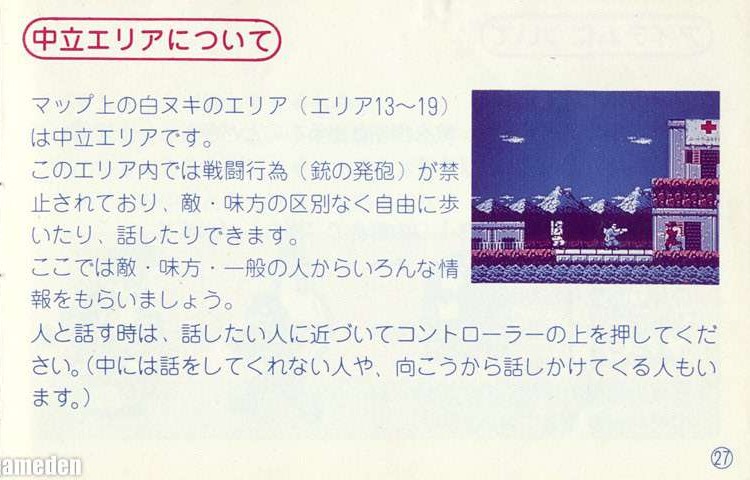 中立エリアについて
マップ上の白ヌキのエリア（エリア13〜19）
は中立エリアです。
このエリア内では戦闘行為（銃の発砲）が禁
止されており、敵・味方の区別なく自由に歩
いたり、話したりできます。
ここでは敵・味方・一般の人からいろんな情
報をもらいましょう。
人と話す時は、話したい人に近づいてコントローラーの上を押してくだ
さい。（中には話をしてくれない人や、向こうから話しかけてくる人もい
ます。）
㉗
ameden